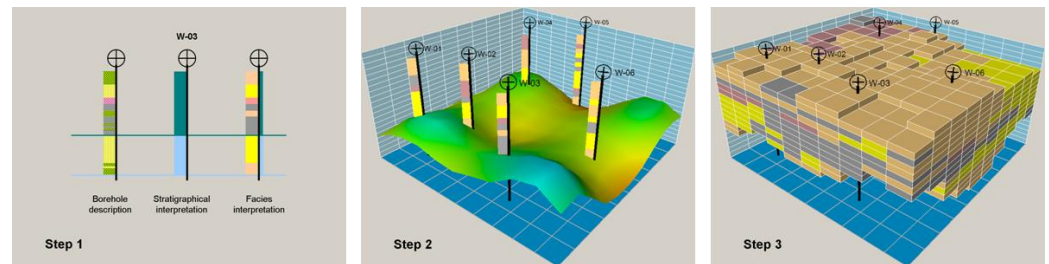 W-03
Borehole
description
Stratigraphical
interpretation
Facies
interpretation
Step 1
W-04
W-05
W-01
W-02
W-03
W-06
Step 2
W-04
W-05
W-01
W-02
W-03
W-06
Step 3